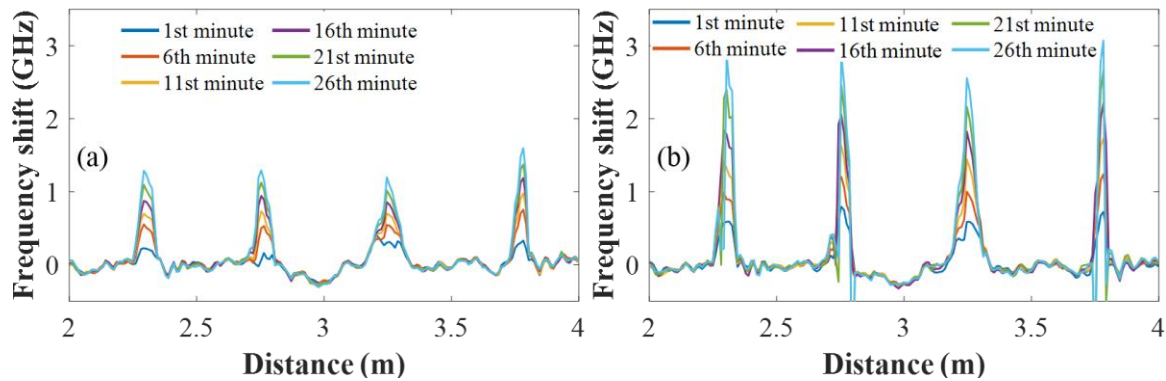 Frequency shift (GHz)
3
2
1
0
1st minute 16th minute
6th minute 21st minute
11st minute 26th minute
(a)
2 2.5 3 3.5 4
Distance (m)
Frequency shift (GHz)
3
2
1
0
1st minute 11st minute 21st minute
6th minute 16th minute 26th minute
(b)
2 2.5 3 3.5 4
Distance (m)